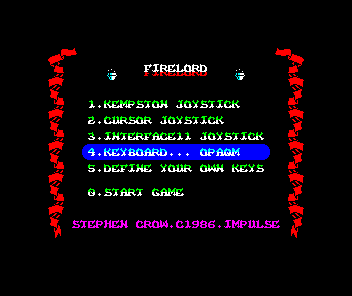 FIRELORD
1.KEMPSTON JOYSTICK
2.CURSOR JOYSTICK
3.INTERFACE11 JOYSTICK
4.KEYBOARD... OPAQM
5.DEFINE YOUR OWN KEYS
0.START GAME
STEPHEN CROW.C1986.IMPULSE